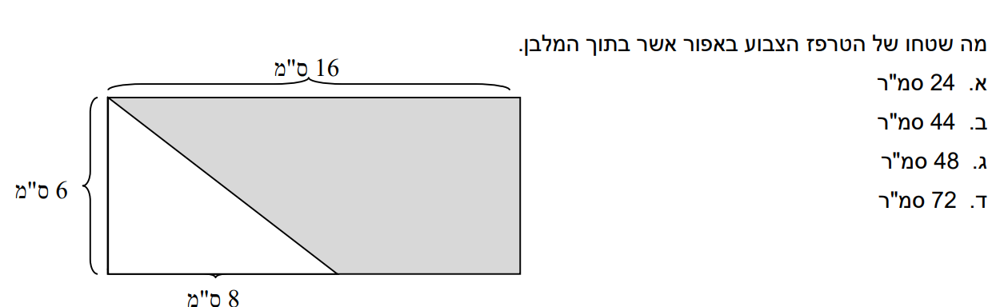 מה שטחו של הטרפז הצבוע באפור אשר בתוך המלבן.
א. 24 סמ"ר
ב. 44 סמ"ר
ג. 48 סמ"ר
ד. 72 סמ"ר
16 ס"מ
6 ס"מ
8 ס"מ